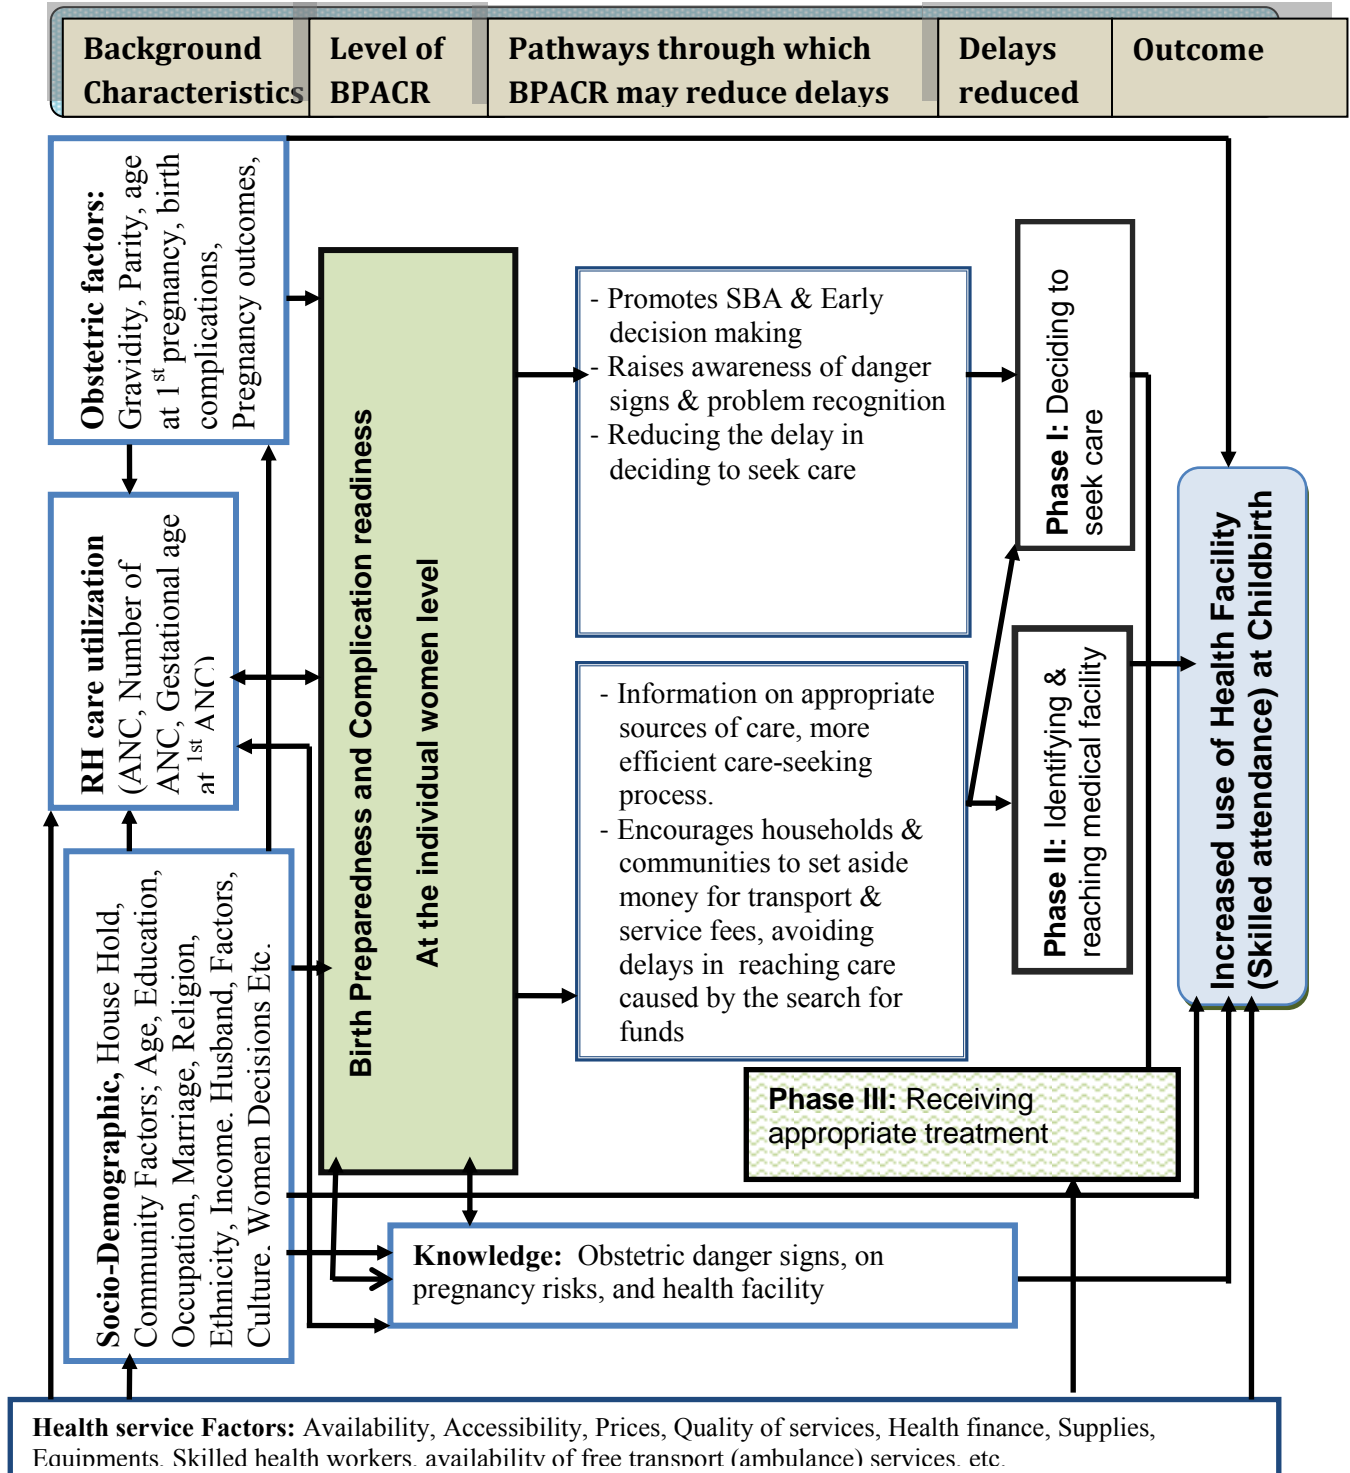 Background
Characteristics
Level of
BPACR
Pathways through which
BPACR may reduce delays
Delays
reduced
Outcome
Obstetric factors:
Gravidity, Parity, age
at 1st pregnancy, birth
complications,
Pregnancy outcomes,
RH care utilization
(ANC, Number of
ANC, Gestational age
at 1st ANC)
Socio-Demographic, House Hold,
Community Factors; Age, Education,
Occupation, Marriage, Religion,
Ethnicity, Income. Husband, Factors,
Culture. Women Decisions Etc.
Birth Preparedness and Complication readiness
At the individual women level
- Promotes SBA & Early
decision making
- Raises awareness of danger
signs & problem recognition
- Reducing the delay in
deciding to seek care
- Information on appropriate
sources of care, more
efficient care-seeking
process.
- Encourages households &
communities to set aside
money for transport &
service fees, avoiding
delays in reaching care
caused by the search for
funds
Phase I: Deciding to
seek care
Phase II: Identifying &
reaching medical facility
Phase III: Receiving
appropriate treatment
Increased use of Health Facility
(Skilled attendance) at Childbirth
Knowledge: Obstetric danger signs, on
pregnancy risks, and health facility
Health service Factors: Availability, Accessibility, Prices, Quality of services, Health finance, Supplies,
Equipments, Skilled health workers, availability of free transport (ambulance) services, etc.